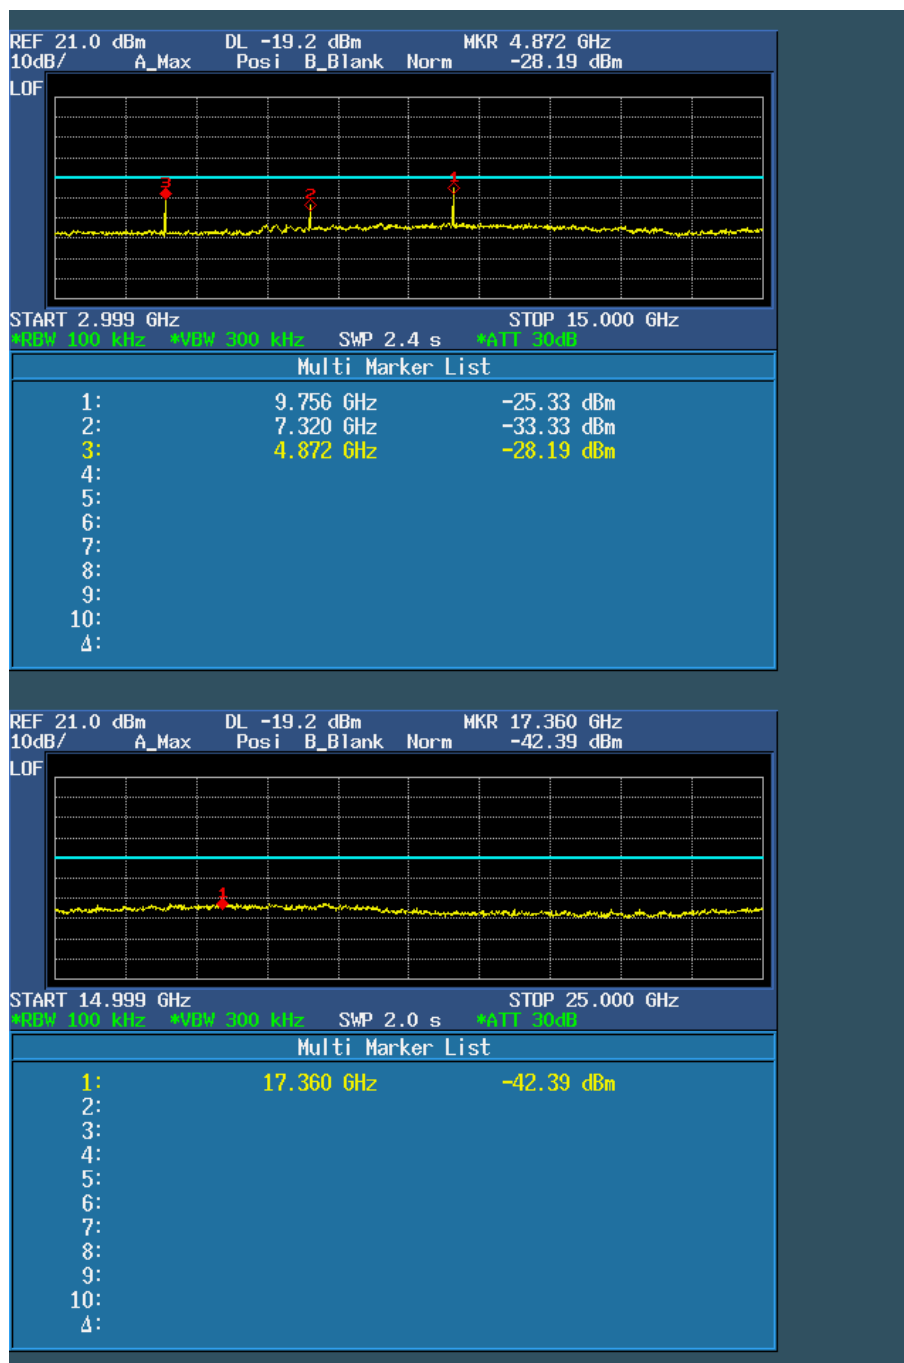 REF 21.0 dBm DL -19.2 dBm MKR 4.872 GHz
10dB/ A_Max Posi B_Blank Norm -28.19 dBm
LOF
3
2
1
START 2.999 GHz STOP 15.000 GHz
*RBW 100 kHz *VBW 300 kHz SWP 2.4 s *ATT 30dB
Multi Marker List
1: 9.756 GHz -25.33 dBm
2: 7.320 GHz -33.33 dBm
3: 4.872 GHz -28.19 dBm
4:
5:
6:
7:
8:
9:
10:
Δ:
REF 21.0 dBm DL -19.2 dBm MKR 17.360 GHz
10dB/ A_Max Posi B_Blank Norm -42.39 dBm
LOF
1
START 14.999 GHz STOP 25.000 GHz
*RBW 100 kHz *VBW 300 kHz SWP 2.0 s *ATT 30dB
Multi Marker List
1: 17.360 GHz -42.39 dBm
2:
3:
4:
5:
6:
7:
8:
9:
10:
Δ: